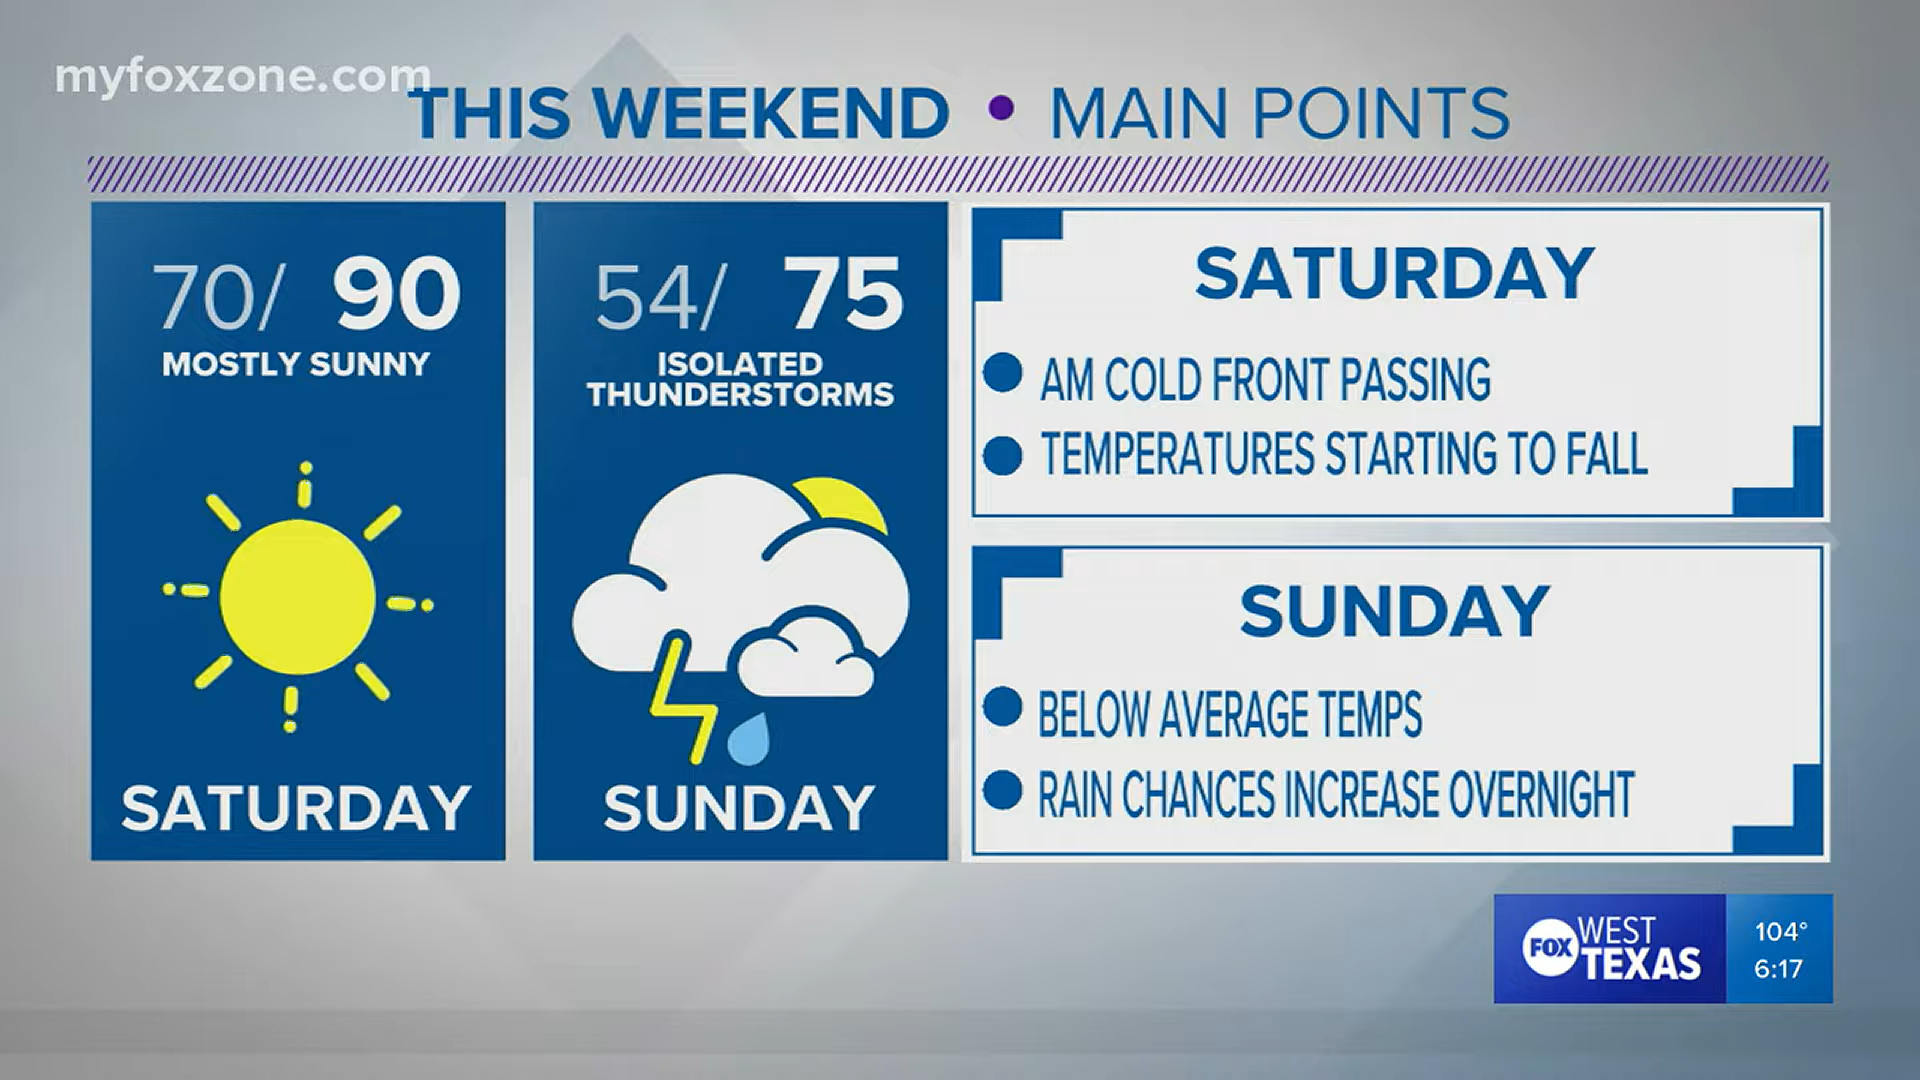 myfoxzone.com
THIS WEEKEND • MAIN POINTS
70/ 90
MOSTLY SUNNY
SATURDAY
54/ 75
ISOLATED
THUNDERSTORMS
SUNDAY
SATURDAY
● AM COLD FRONT PASSING
● TEMPERATURES STARTING TO FALL
SUNDAY
● BELOW AVERAGE TEMPS
● RAIN CHANCES INCREASE OVERNIGHT
FOX WEST
TEXAS
104°
6:17